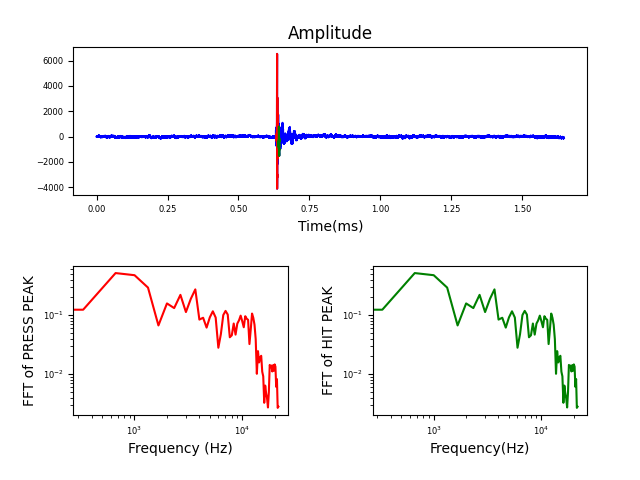 Amplitude
6000
4000
2000
0
−2000
−4000
0.00 0.25 0.50 0.75 1.00 1.25 1.50
Time(ms)
FFT of PRESS PEAK
10⁻¹
10⁻²
10³ 10⁴
Frequency (Hz)
FFT of HIT PEAK
10⁻¹
10⁻²
10³ 10⁴
Frequency(Hz)